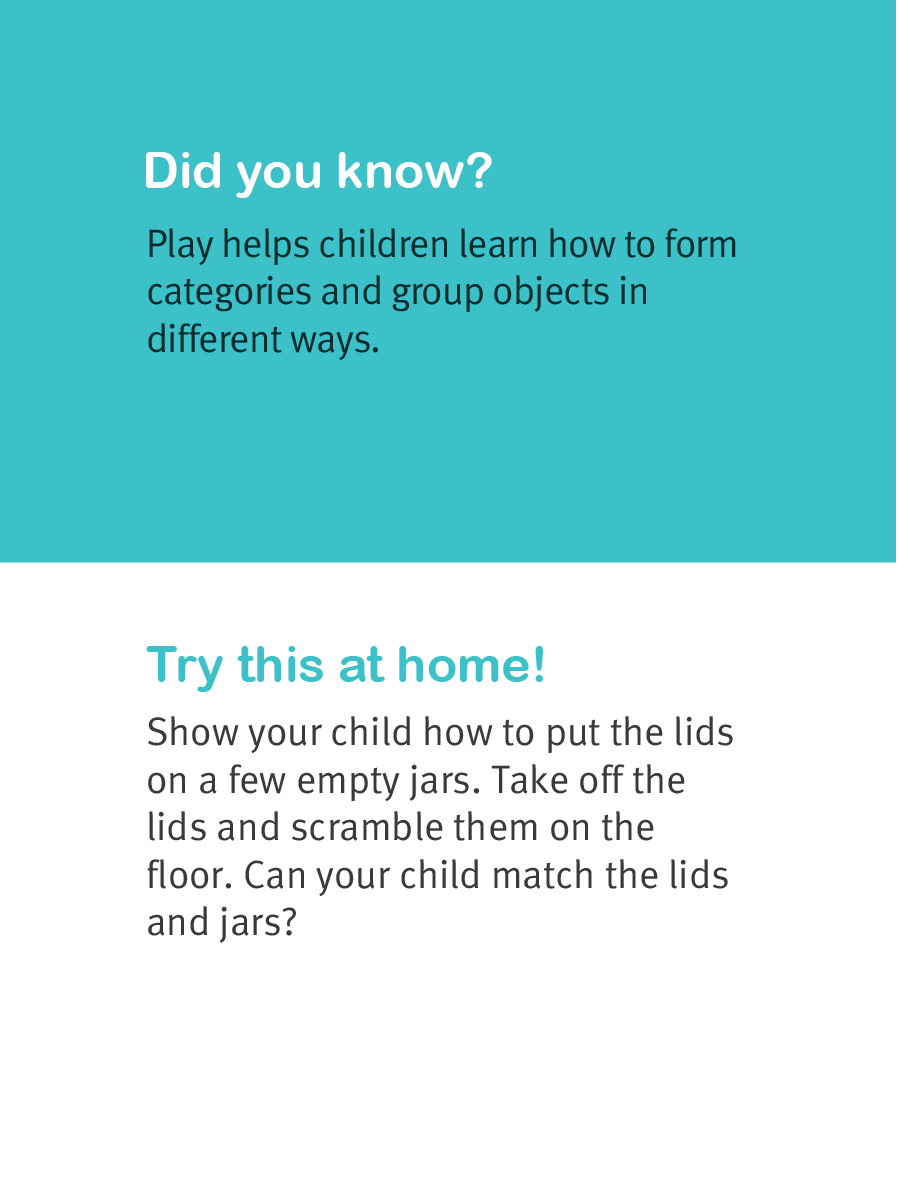 Did you know?
Play helps children learn how to form
categories and group objects in
different ways.
Try this at home!
Show your child how to put the lids
on a few empty jars. Take off the
lids and scramble them on the
floor. Can your child match the lids
and jars?